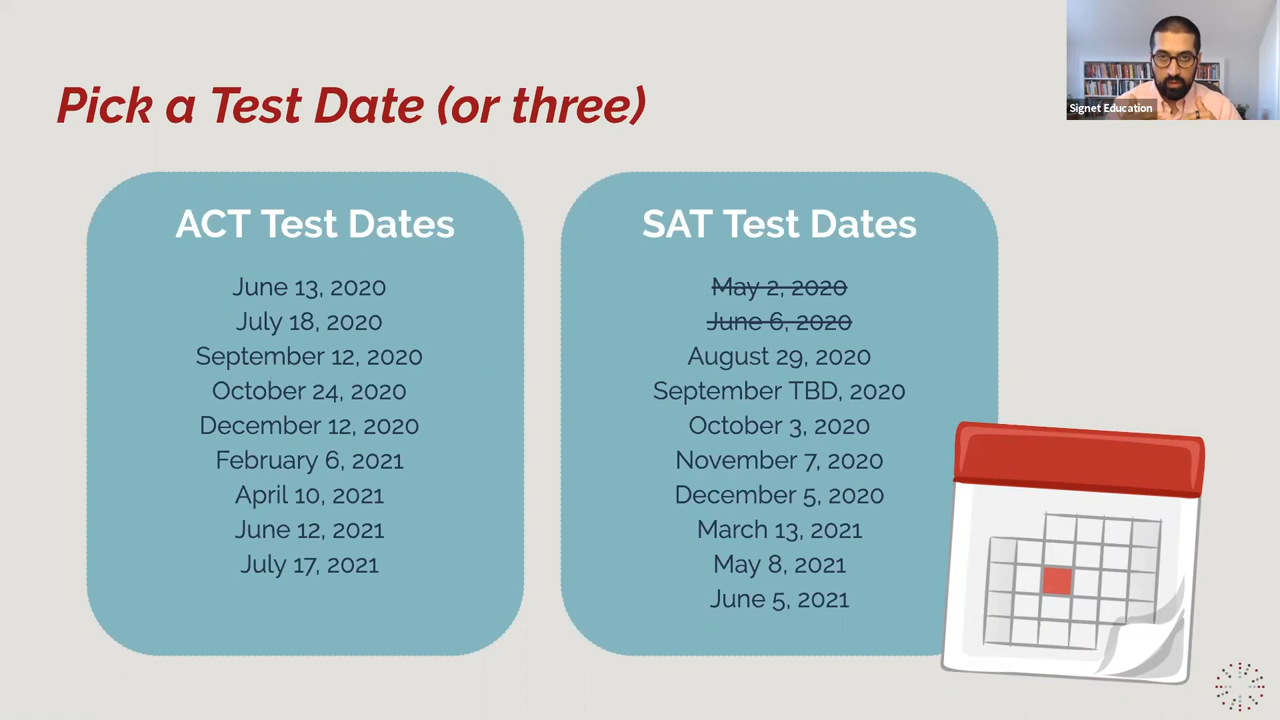 Pick a Test Date (or three)
Signet Education
ACT Test Dates
June 13, 2020
July 18, 2020
September 12, 2020
October 24, 2020
December 12, 2020
February 6, 2021
April 10, 2021
June 12, 2021
July 17, 2021
SAT Test Dates
May 2, 2020
June 6, 2020
August 29, 2020
September TBD, 2020
October 3, 2020
November 7, 2020
December 5, 2020
March 13, 2021
May 8, 2021
June 5, 2021